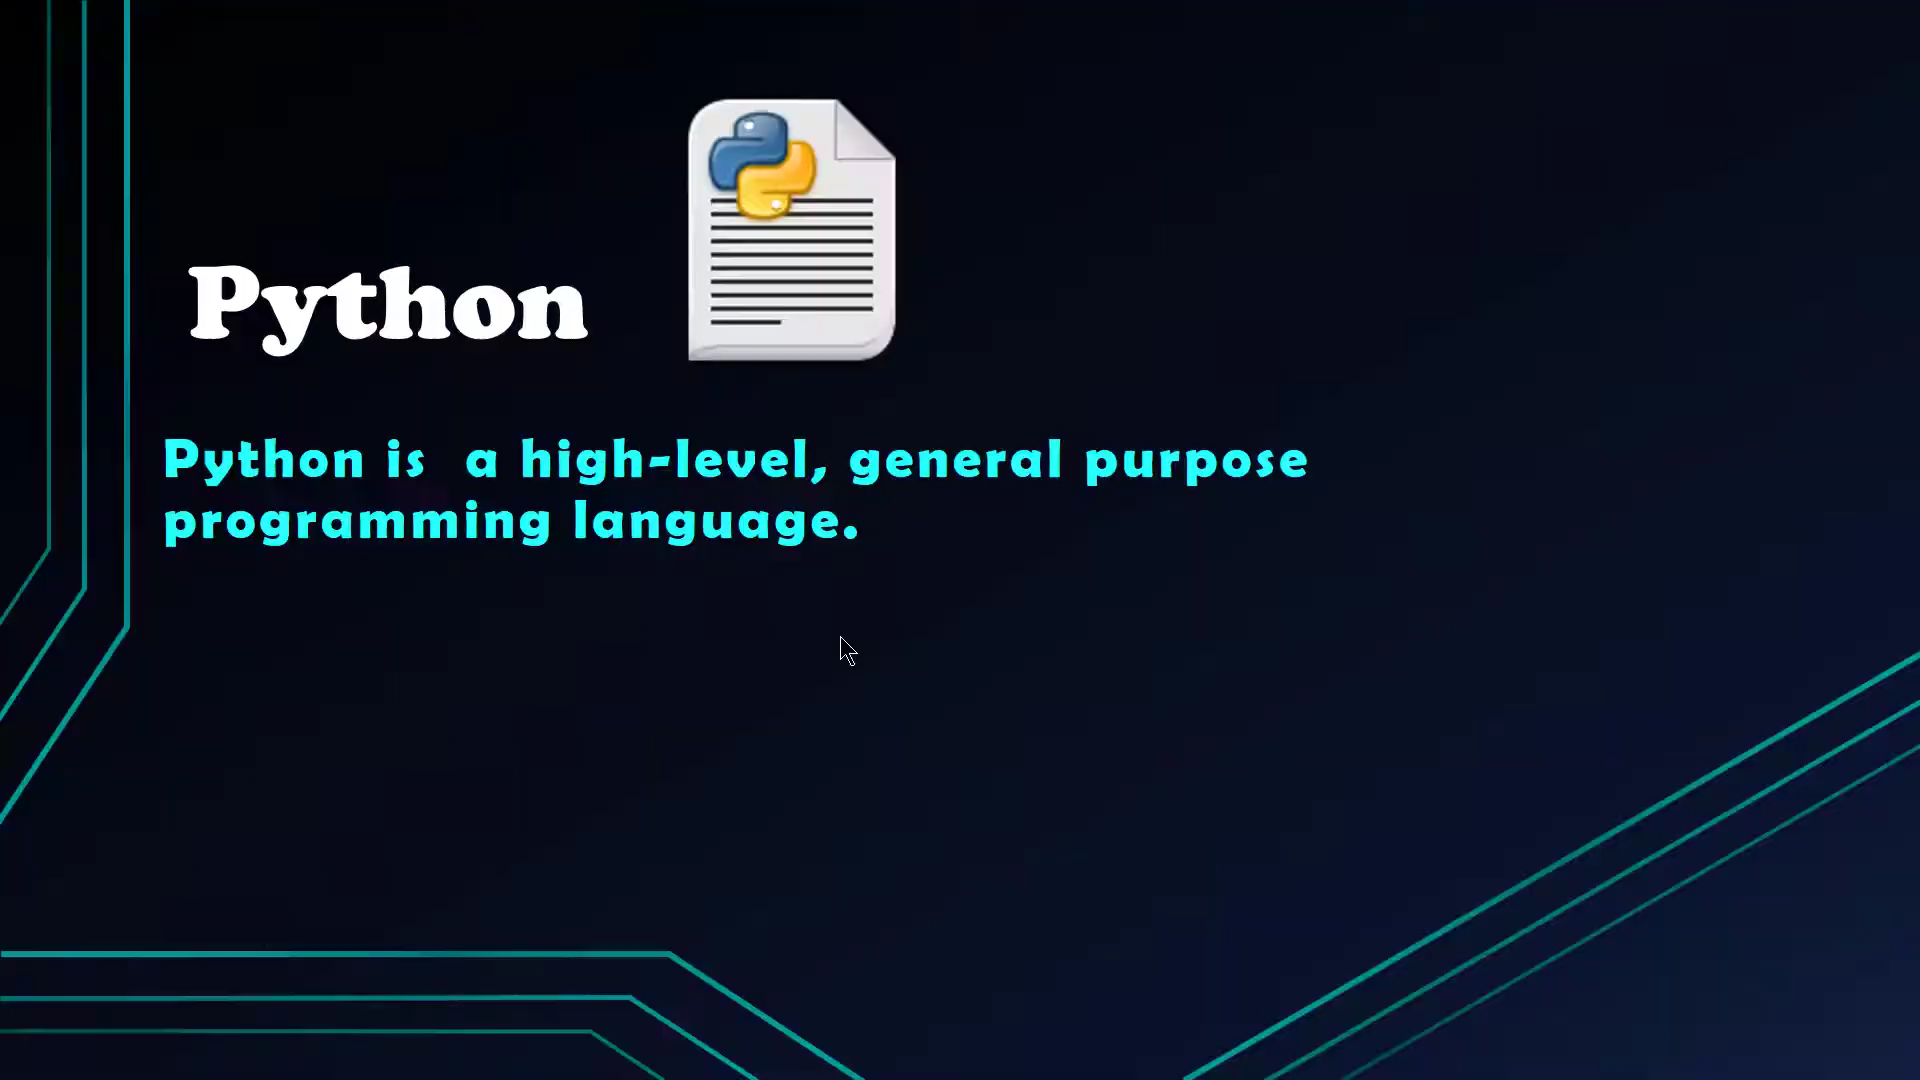 Python
Python is  a high-level, general purpose
programming language.